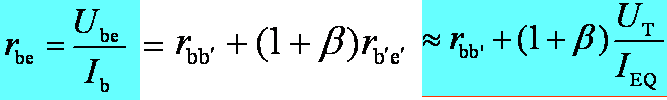 r_be = U_be / I_b = r_bb′ + (1 + β)r_b′e′ ≈ r_bb' + (1 + β) U_T / I_EQ